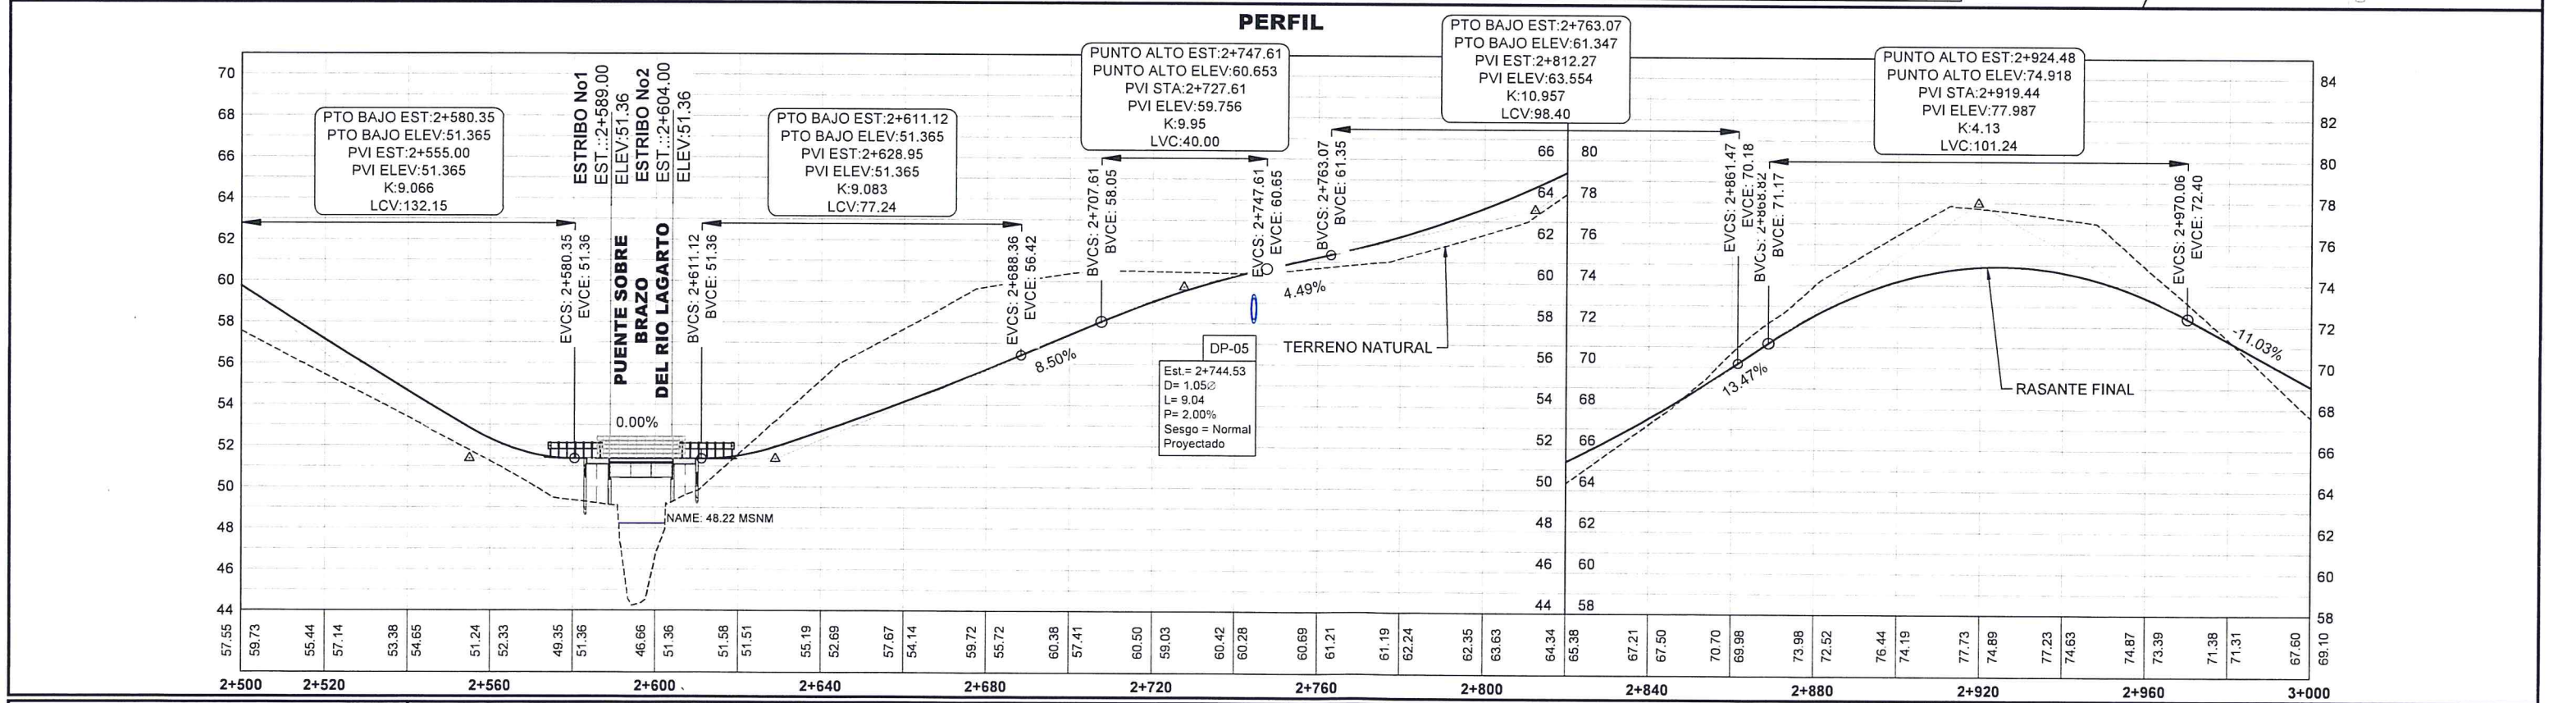 PERFIL
PTO BAJO EST:2+580.35
PTO BAJO ELEV:51.365
PVI EST:2+555.00
PVI ELEV:51.365
K:9.066
LCV:132.15
ESTRIBO No1
EST.::2+589.00
ELEV:51.36
ESTRIBO No2
EST.::2+604.00
ELEV:51.36
PTO BAJO EST:2+611.12
PTO BAJO ELEV:51.365
PVI EST:2+628.95
PVI ELEV:51.365
K:9.083
LCV:77.24
PUNTO ALTO EST:2+747.61
PUNTO ALTO ELEV:60.653
PVI STA:2+727.61
PVI ELEV:59.756
K:9.95
LVC:40.00
PTO BAJO EST:2+763.07
PTO BAJO ELEV:61.347
PVI EST:2+812.27
PVI ELEV:63.554
K:10.957
LCV:98.40
PUNTO ALTO EST:2+924.48
PUNTO ALTO ELEV:74.918
PVI STA:2+919.44
PVI ELEV:77.987
K:4.13
LVC:101.24
70
68
66
64
62
60
58
56
54
52
50
48
46
44
EVCS: 2+580.35
EVCE: 51.36
PUENTE SOBRE
BRAZO
DEL RIO LAGARTO
0.00%
BVCS: 2+611.12
BVCE: 51.36
NAME: 48.22 MSNM
EVCS: 2+688.36
EVCE: 56.42
8.50%
BVCS: 2+707.61
BVCE: 58.05
EVCS: 2+747.61
EVCE: 60.65
4.49%
BVCS: 2+763.07
BVCE: 61.35
DP-05
Est.= 2+744.53
D= 1.05∅
L= 9.04
P= 2.00%
Sesgo = Normal
Proyectado
TERRENO NATURAL
66 80
64 78
62 76
60 74
58 72
56 70
54 68
52 66
50 64
48 62
46 60
44 58
EVCS: 2+861.47
EVCE: 70.18
BVCS: 2+868.82
BVCE: 71.17
13.47%
RASANTE FINAL
EVCS: 2+970.06
EVCE: 72.40
-11.03%
84
82
80
78
76
74
72
70
68
66
64
62
60
58
57.55 59.73
55.44 57.14
53.38 54.65
51.24 52.33
49.35 51.36
46.66 51.36
51.58 51.51
55.19 52.69
57.67 54.14
59.72 55.72
60.38 57.41
60.50 59.03
60.42 60.28
60.69 61.21
61.19 62.24
62.35 63.63
64.34 65.38
67.21 67.50
70.70 69.98
73.98 72.52
76.44 74.19
77.73 74.89
77.23 74.63
74.87 73.39
71.38 71.31
67.60 69.10
2+500 2+520 2+560 2+600 2+640 2+680 2+720 2+760 2+800 2+840 2+880 2+920 2+960 3+000